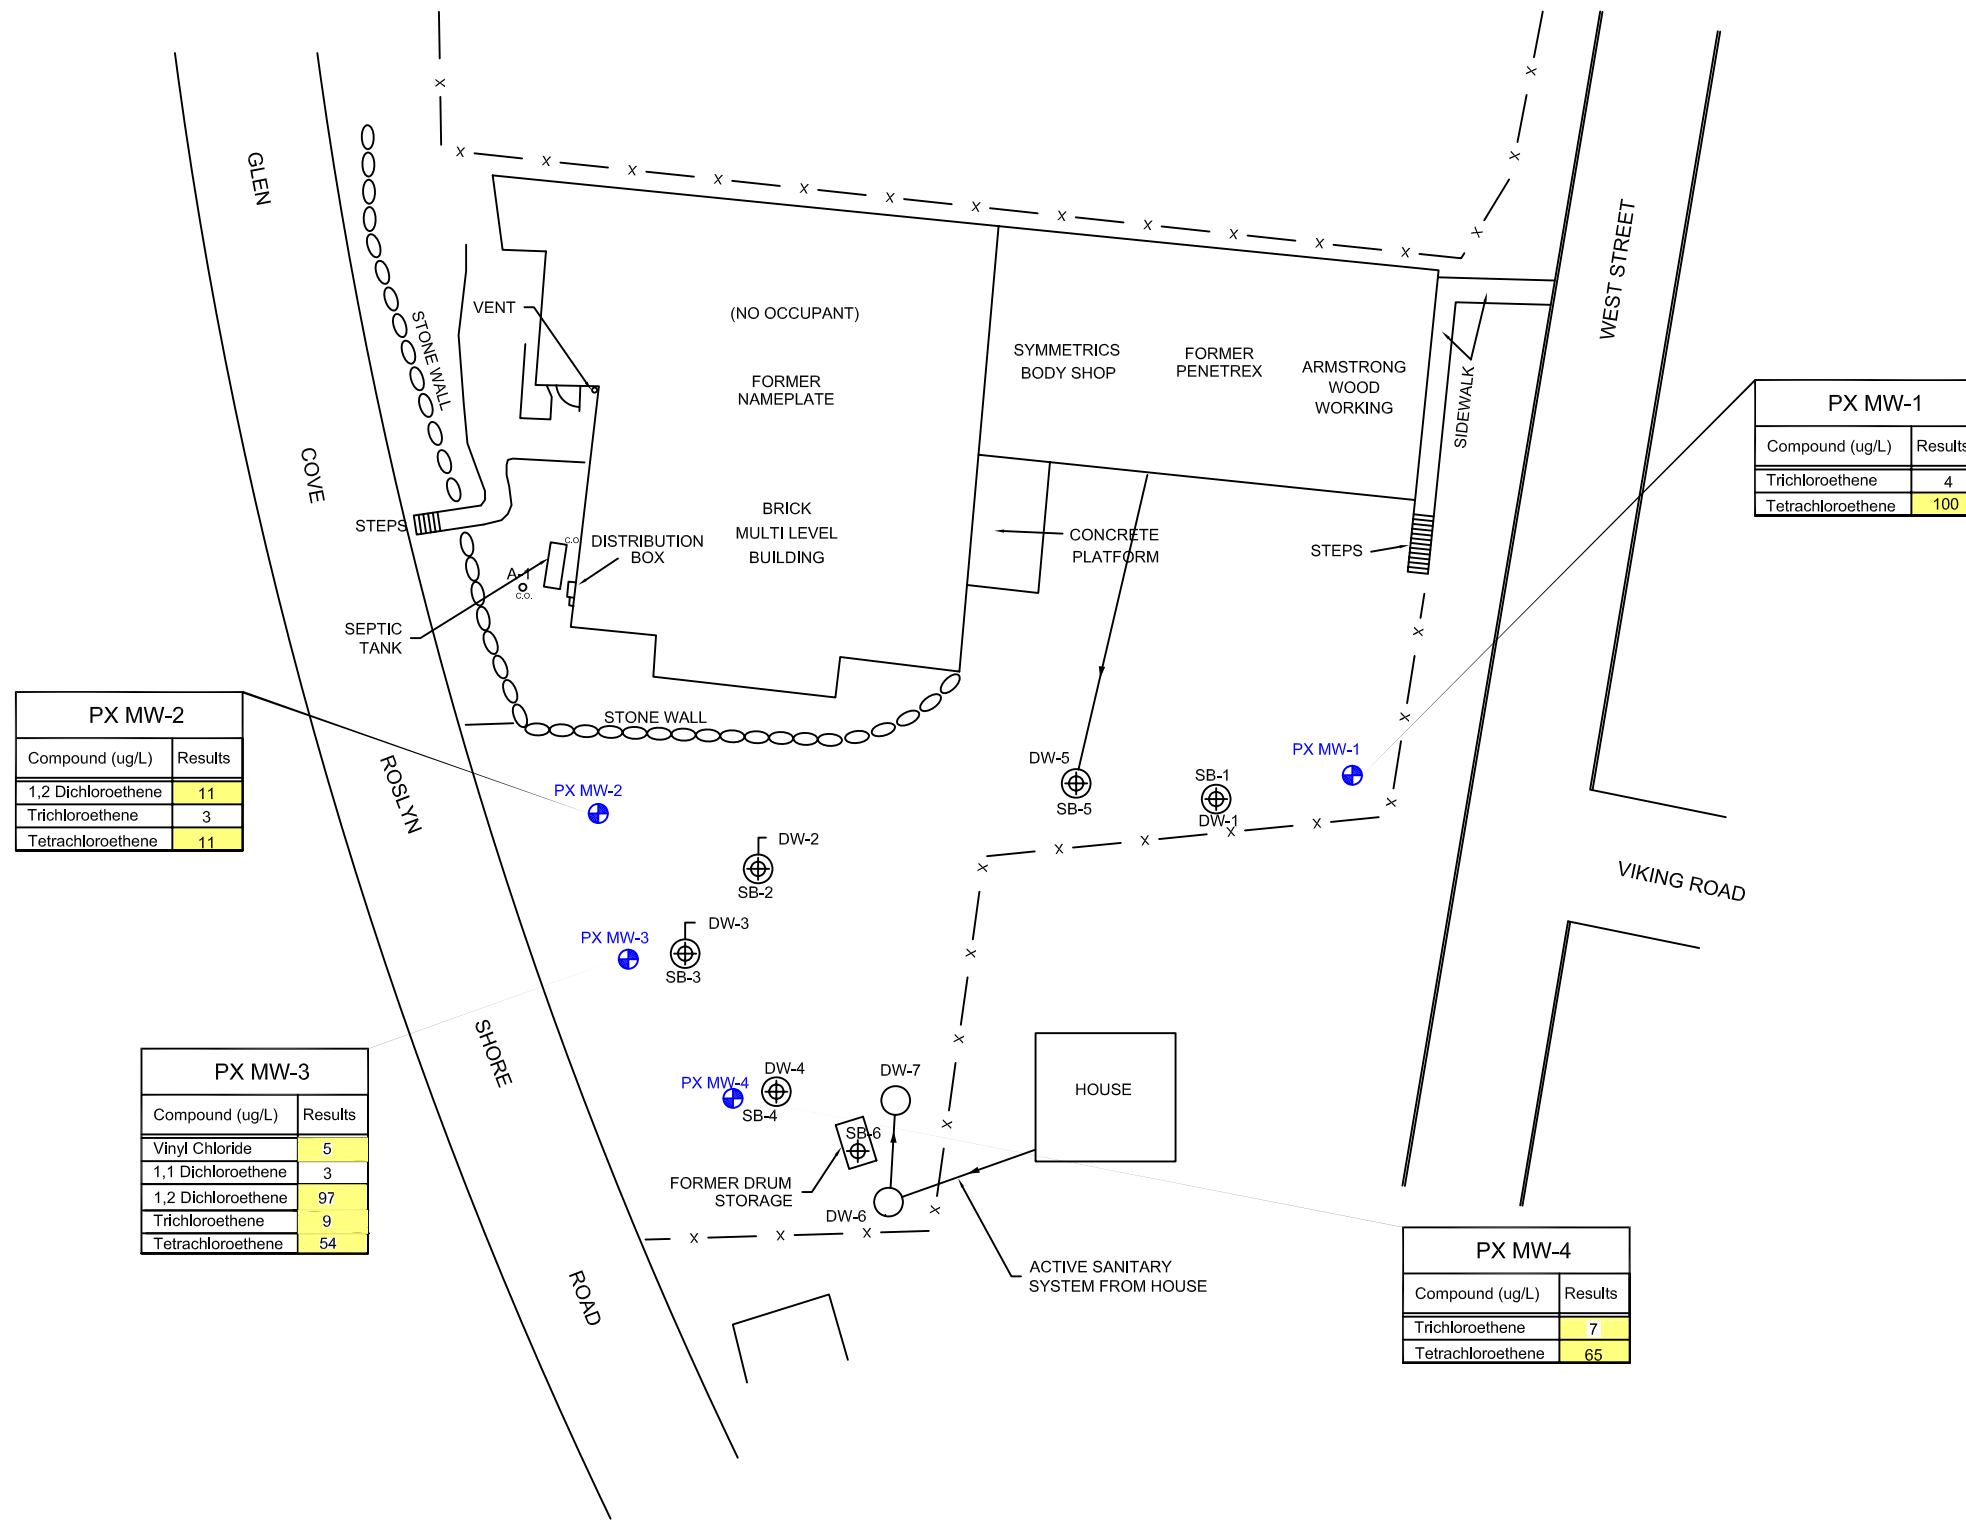 GLEN
COVE
ROSLYN
SHORE
ROAD
STONE WALL
VENT
(NO OCCUPANT)
FORMER
NAMEPLATE
BRICK
MULTI LEVEL
BUILDING
SYMMETRICS
BODY SHOP
FORMER
PENETREX
ARMSTRONG
WOOD
WORKING
SIDEWALK
WEST STREET
STEPS
DISTRIBUTION
BOX
C.O.
A-1
C.O.
SEPTIC
TANK
CONCRETE
PLATFORM
STEPS
STONE WALL
PX MW-1
Compound (ug/L) Results
Trichloroethene 4
Tetrachloroethene 100
PX MW-2
Compound (ug/L) Results
1,2 Dichloroethene 11
Trichloroethene 3
Tetrachloroethene 11
PX MW-2
DW-5
SB-5
SB-1
DW-1
PX MW-1
DW-2
SB-2
DW-3
PX MW-3
SB-3
VIKING ROAD
PX MW-3
Compound (ug/L) Results
Vinyl Chloride 5
1,1 Dichloroethene 3
1,2 Dichloroethene 97
Trichloroethene 9
Tetrachloroethene 54
PX MW-4
DW-4
SB-4
DW-7
SB-6
HOUSE
FORMER DRUM
STORAGE
DW-6
ACTIVE SANITARY
SYSTEM FROM HOUSE
PX MW-4
Compound (ug/L) Results
Trichloroethene 7
Tetrachloroethene 65
X X X X X X X X X X X X X X X X X X X X X X X X X X X X X X X X